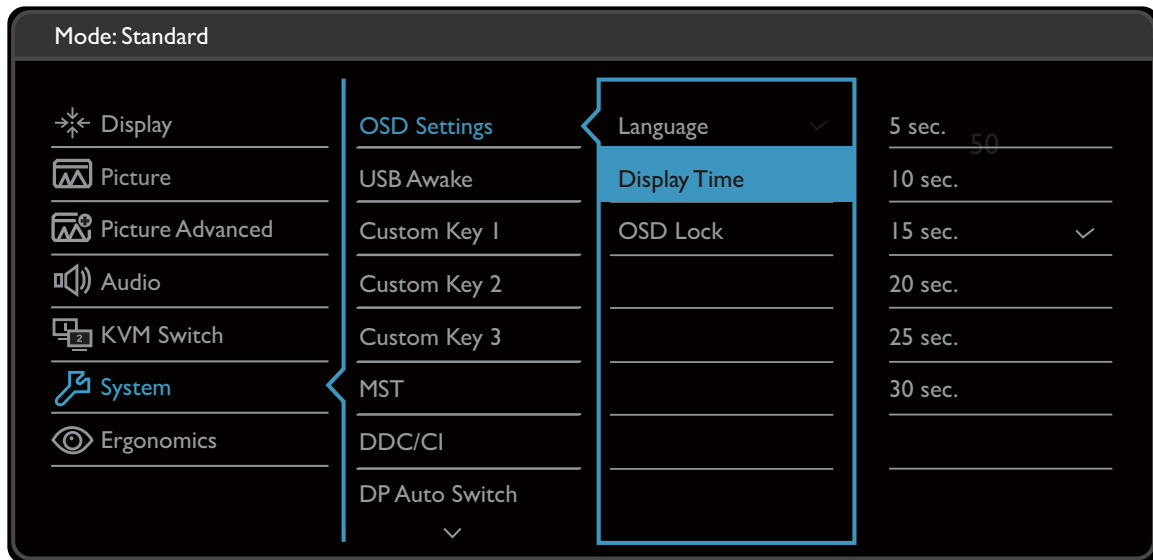 Mode: Standard
Display
Picture
Picture Advanced
Audio
KVM Switch
System
Ergonomics
OSD Settings
USB Awake
Custom Key 1
Custom Key 2
Custom Key 3
MST
DDC/CI
DP Auto Switch
Language
Display Time
OSD Lock
5 sec.
50
10 sec.
15 sec.
20 sec.
25 sec.
30 sec.